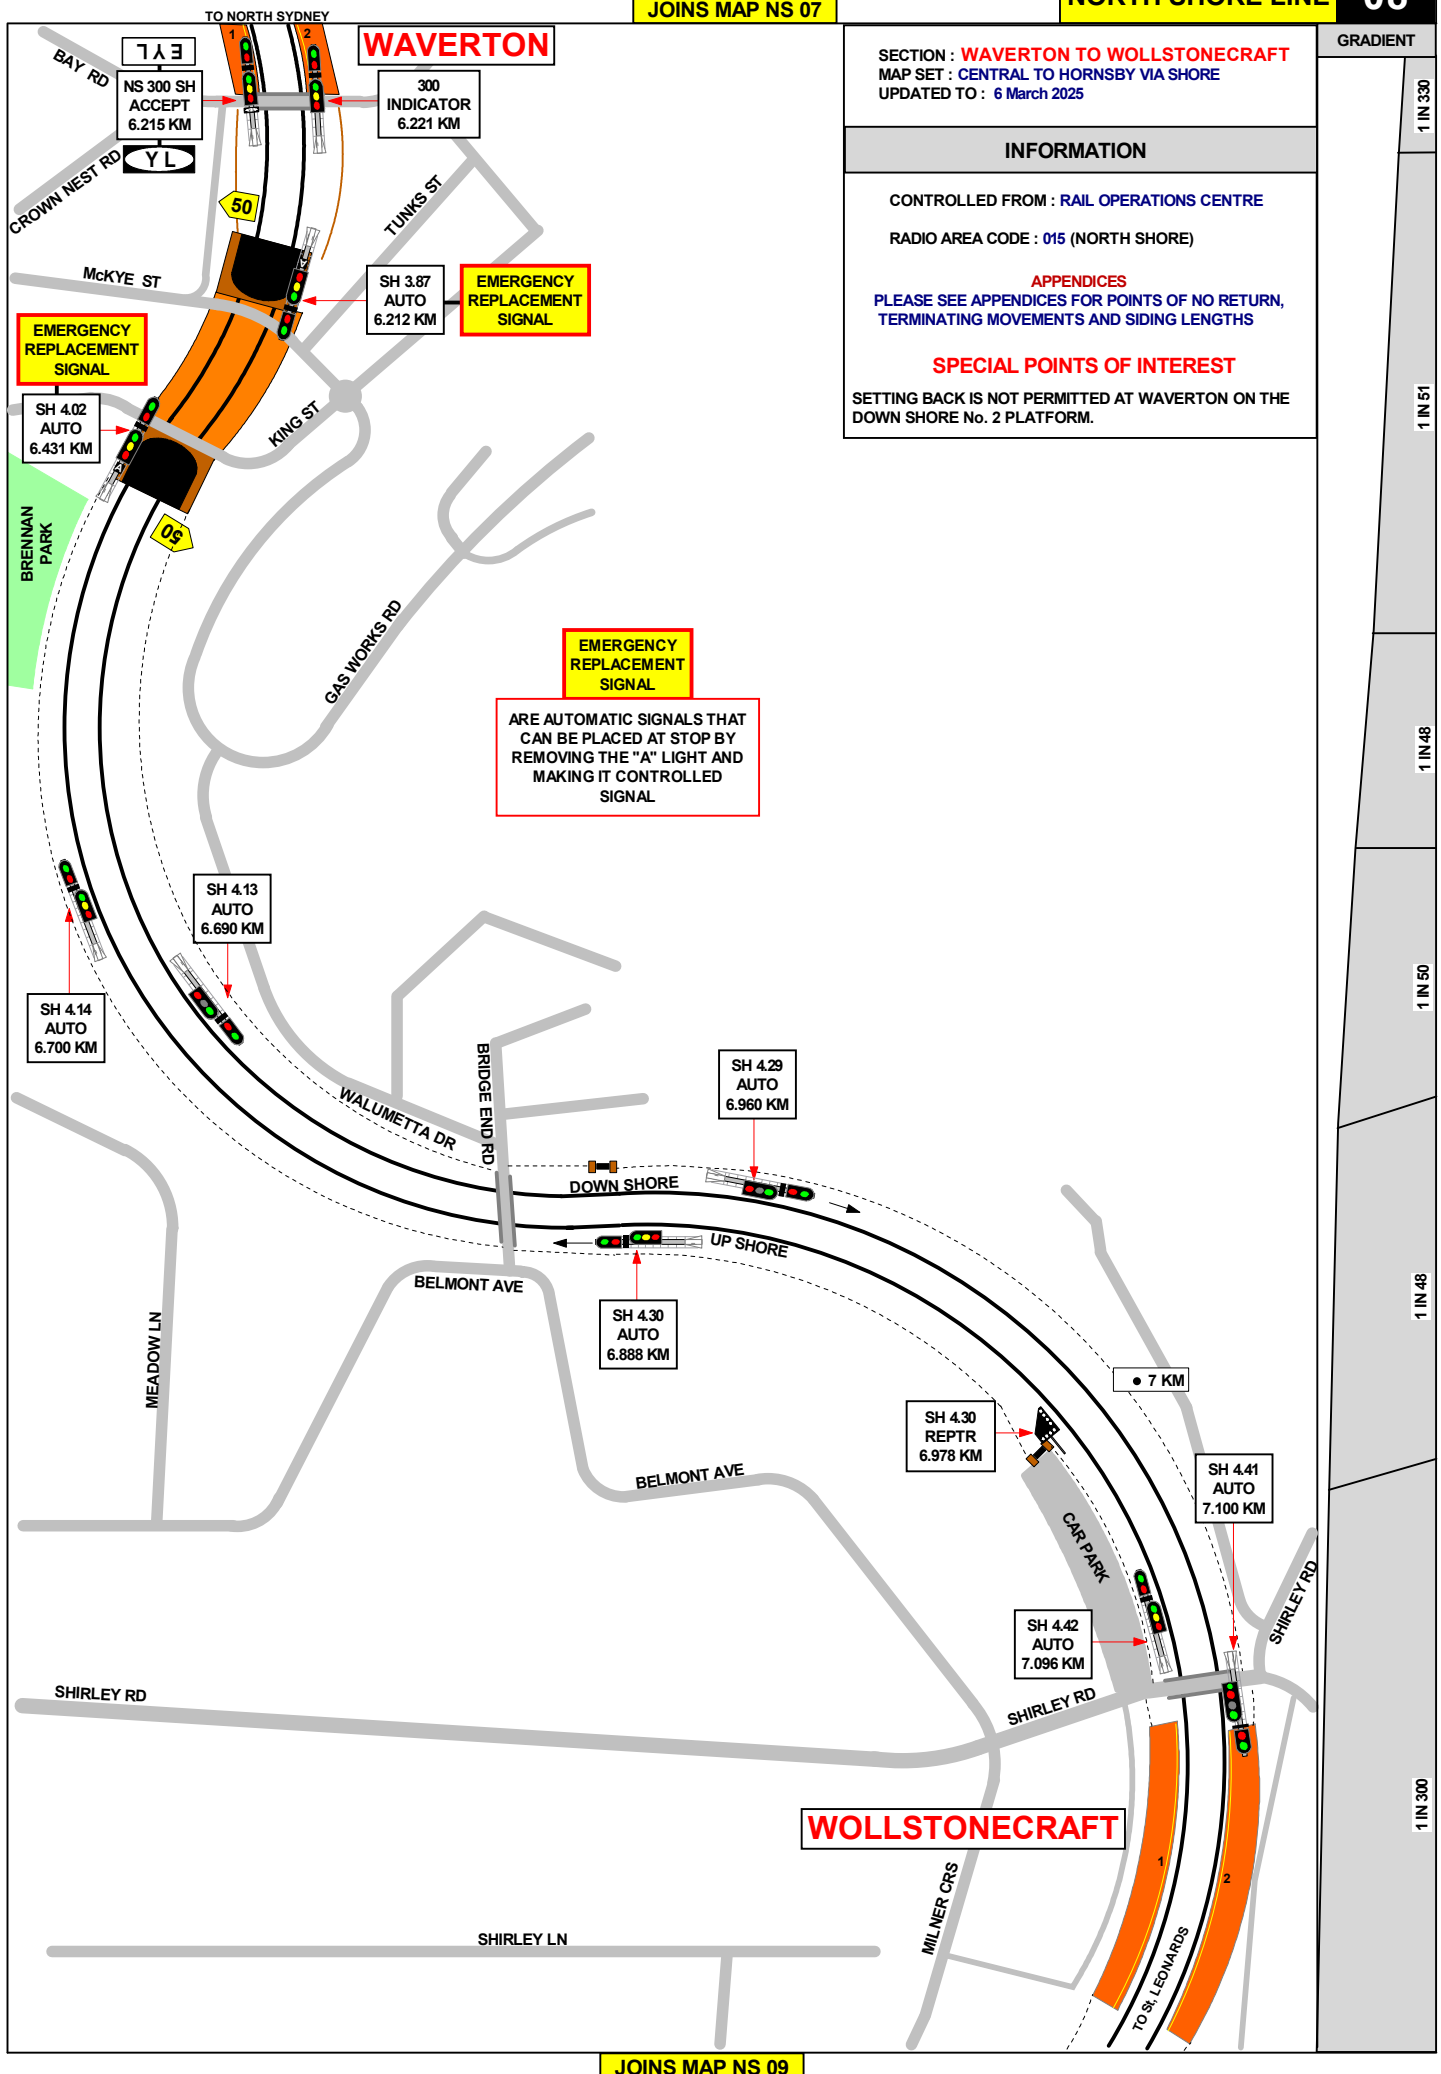 JOINS MAP NS 07
NORTH SHORE LINE
08
TO NORTH SYDNEY
WAVERTON
1
2
BAY RD
EYL
NS 300 SH
ACCEPT
6.215 KM
YL
300
INDICATOR
6.221 KM
CROWN NEST RD
TUNKS ST
50
McKYE ST
SH 3.87
AUTO
6.212 KM
EMERGENCY
REPLACEMENT
SIGNAL
EMERGENCY
REPLACEMENT
SIGNAL
SH 4.02
AUTO
6.431 KM
A
A
KING ST
50
BRENNAN
PARK
GAS WORKS RD
SECTION : WAVERTON TO WOLLSTONECRAFT
MAP SET : CENTRAL TO HORNSBY VIA SHORE
UPDATED TO : 6 March 2025
INFORMATION
CONTROLLED FROM : RAIL OPERATIONS CENTRE
RADIO AREA CODE : 015 (NORTH SHORE)
APPENDICES
PLEASE SEE APPENDICES FOR POINTS OF NO RETURN,
TERMINATING MOVEMENTS AND SIDING LENGTHS
SPECIAL POINTS OF INTEREST
SETTING BACK IS NOT PERMITTED AT WAVERTON ON THE
DOWN SHORE No. 2 PLATFORM.
GRADIENT
1 IN 330
1 IN 51
1 IN 48
1 IN 50
1 IN 48
1 IN 300
EMERGENCY
REPLACEMENT
SIGNAL
ARE AUTOMATIC SIGNALS THAT
CAN BE PLACED AT STOP BY
REMOVING THE "A" LIGHT AND
MAKING IT CONTROLLED
SIGNAL
SH 4.13
AUTO
6.690 KM
SH 4.14
AUTO
6.700 KM
WALUMETTA DR
BRIDGE END RD
SH 4.29
AUTO
6.960 KM
DOWN SHORE
UP SHORE
BELMONT AVE
MEADOW LN
SH 4.30
AUTO
6.888 KM
7 KM
SH 4.30
REPTR
6.978 KM
BELMONT AVE
SH 4.41
AUTO
7.100 KM
CAR PARK
SHIRLEY RD
SH 4.42
AUTO
7.096 KM
SHIRLEY RD
SHIRLEY RD
WOLLSTONECRAFT
1
2
MILNER CRS
SHIRLEY LN
TO St, LEONARDS
JOINS MAP NS 09